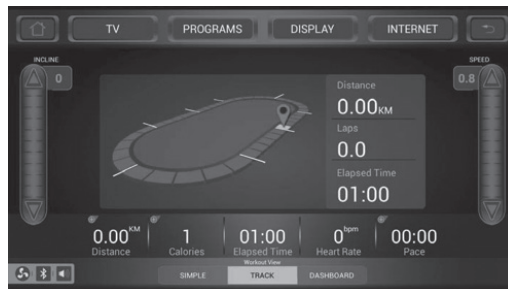 TV PROGRAMS DISPLAY INTERNET
INCLINE
SPEED
0
0.8
Distance
0.00KM
Laps
0.0
Elapsed Time
01:00
0.00KM 1 01:00 0bpm 00:00
Distance Calories Elapsed Time Heart Rate Pace
Workout View
SIMPLE TRACK DASHBOARD